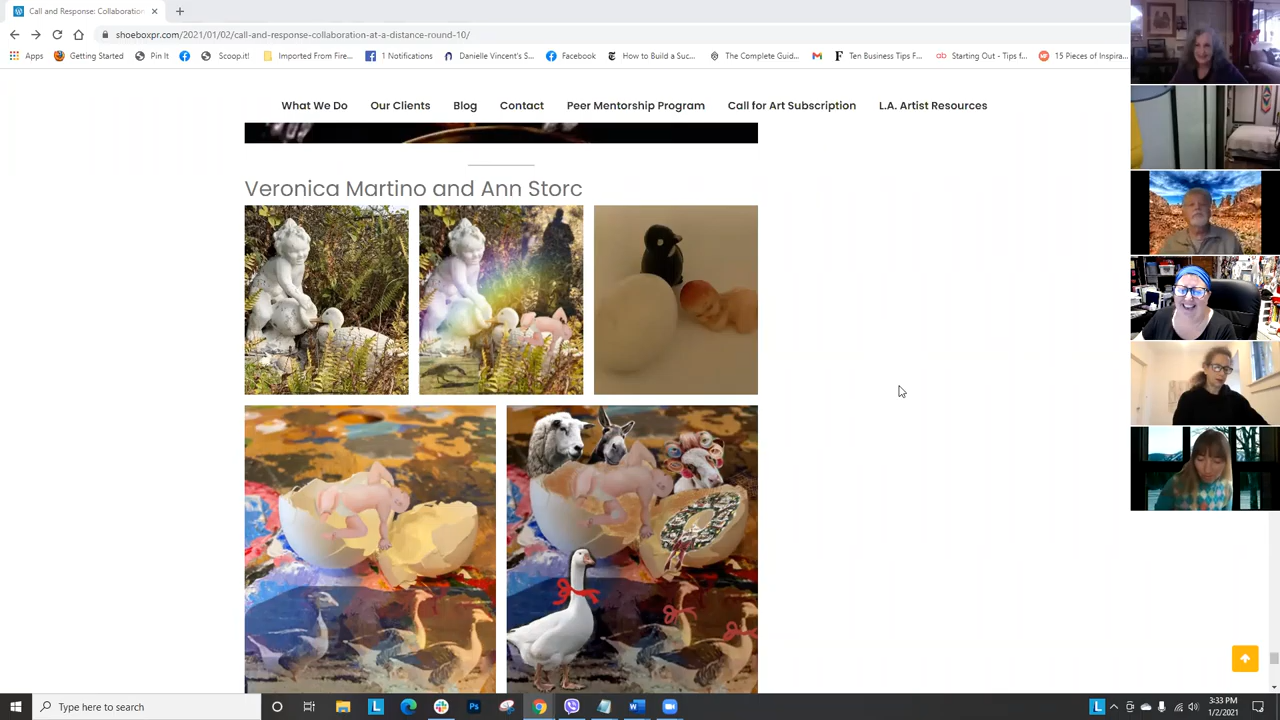 Call and Response: Collaboration
shoeboxpr.com/2021/01/02/call-and-response-collaboration-at-a-distance-round-10/
Apps Getting Started Pin It Scoop.it! Imported From Fire... 1 Notifications Danielle Vincent's S... Facebook How to Build a Suc... The Complete Guid... Ten Business Tips F... ab Starting Out - Tips f... 15 Pieces of Inspira...
What We Do Our Clients Blog Contact Peer Mentorship Program Call for Art Subscription L.A. Artist Resources
Veronica Martino and Ann Storc
Type here to search
3:33 PM
1/2/2021